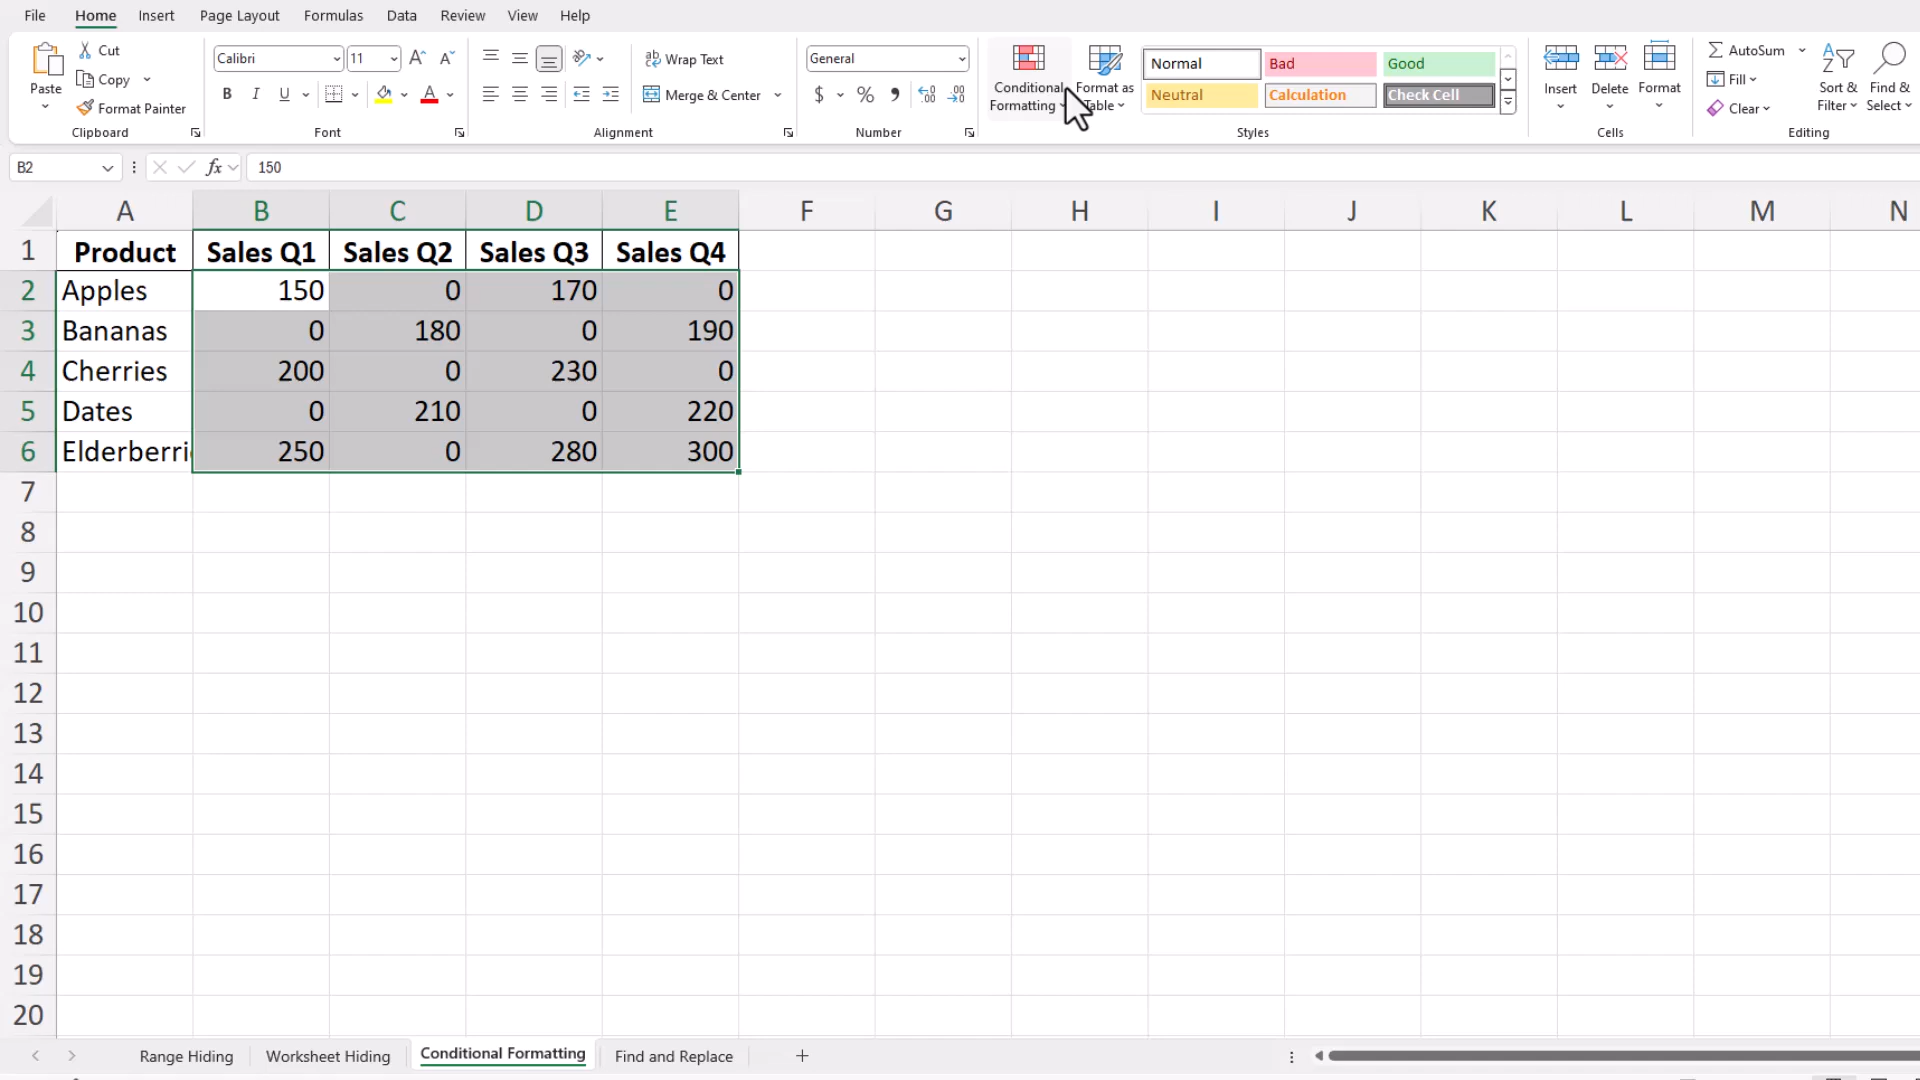 File Home Insert Page Layout Formulas Data Review View Help
Paste Cut Copy Format Painter Clipboard
Calibri 11 B I U Font
Wrap Text Merge & Center Alignment
General $ % Number
Conditional Formatting Format as Table
Normal Bad Good
Neutral Calculation Check Cell
Styles
Insert Delete Format Cells
AutoSum Fill Clear Sort & Filter Find & Select Editing
B2 fx 150
A B C D E F G H I J K L M N
1 Product Sales Q1 Sales Q2 Sales Q3 Sales Q4
2 Apples 150 0 170 0
3 Bananas 0 180 0 190
4 Cherries 200 0 230 0
5 Dates 0 210 0 220
6 Elderberri 250 0 280 300
7
8
9
10
11
12
13
14
15
16
17
18
19
20
Range Hiding Worksheet Hiding Conditional Formatting Find and Replace